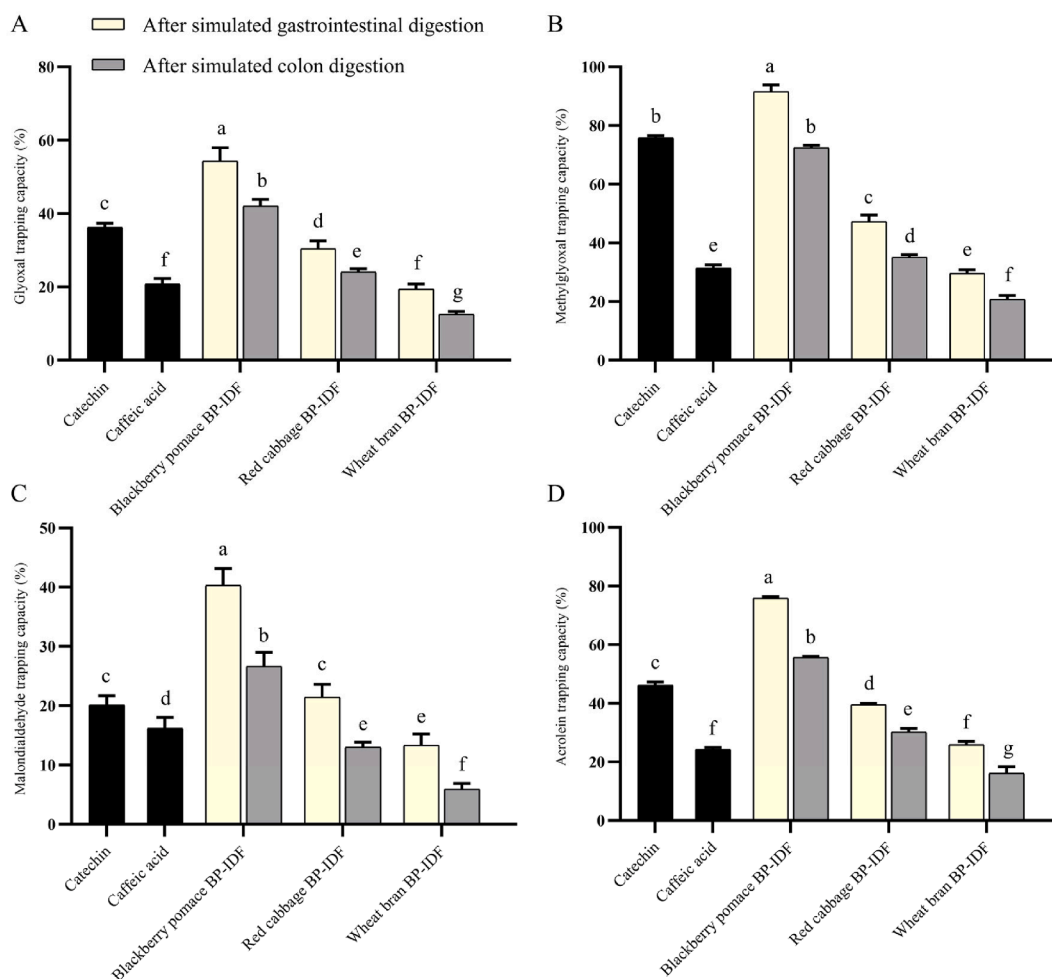 A
After simulated gastrointestinal digestion
After simulated colon digestion
Glyoxal trapping capacity (%)
80
60
40
20
0
c
f
a
b
d
e
f
g
Catechin
Caffeic acid
Blackberry pomace BP-IDF
Red cabbage BP-IDF
Wheat bran BP-IDF
B
Methylglyoxal trapping capacity (%)
100
80
60
40
20
0
b
e
a
b
c
d
e
f
Catechin
Caffeic acid
Blackberry pomace BP-IDF
Red cabbage BP-IDF
Wheat bran BP-IDF
C
Malondialdehyde trapping capacity (%)
50
40
30
20
10
0
c
d
a
b
c
e
e
f
Catechin
Caffeic acid
Blackberry pomace BP-IDF
Red cabbage BP-IDF
Wheat bran BP-IDF
D
Acrolein trapping capacity (%)
100
80
60
40
20
0
c
f
a
b
d
e
f
g
Catechin
Caffeic acid
Blackberry pomace BP-IDF
Red cabbage BP-IDF
Wheat bran BP-IDF